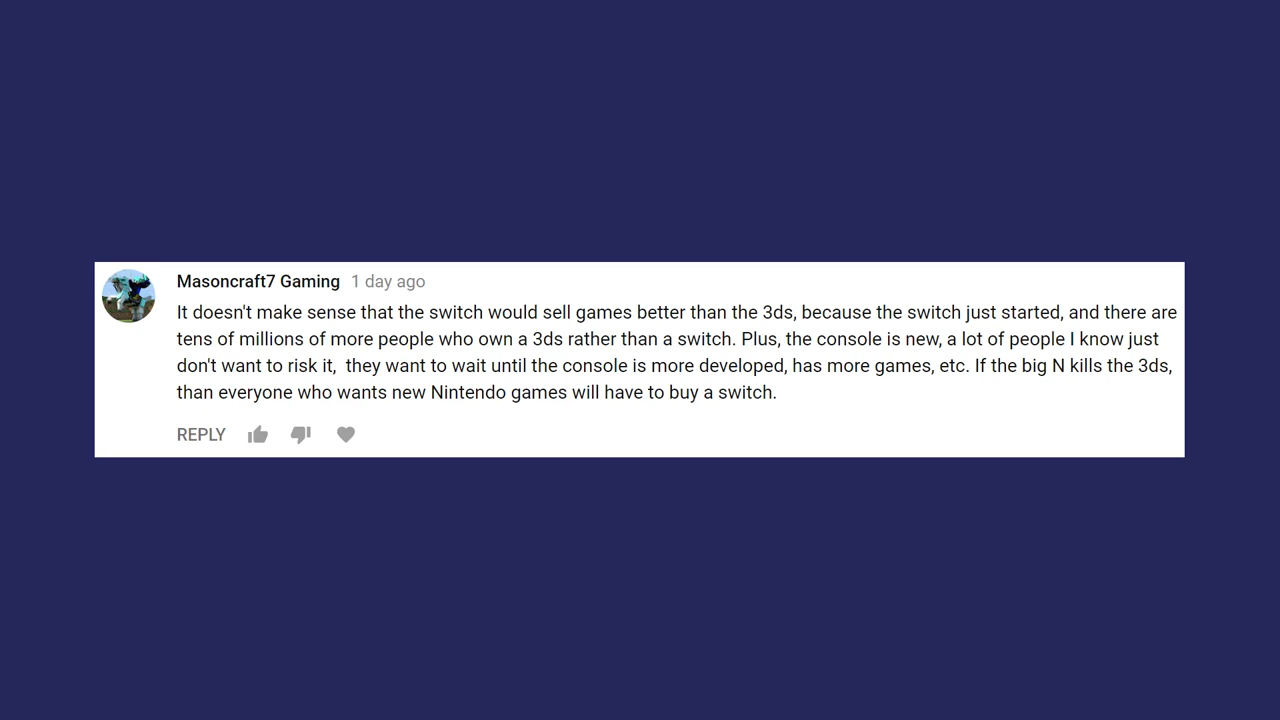 Masoncraft7 Gaming 1 day ago
It doesn't make sense that the switch would sell games better than the 3ds, because the switch just started, and there are
tens of millions of more people who own a 3ds rather than a switch. Plus, the console is new, a lot of people I know just
don't want to risk it,  they want to wait until the console is more developed, has more games, etc. If the big N kills the 3ds,
than everyone who wants new Nintendo games will have to buy a switch.
REPLY